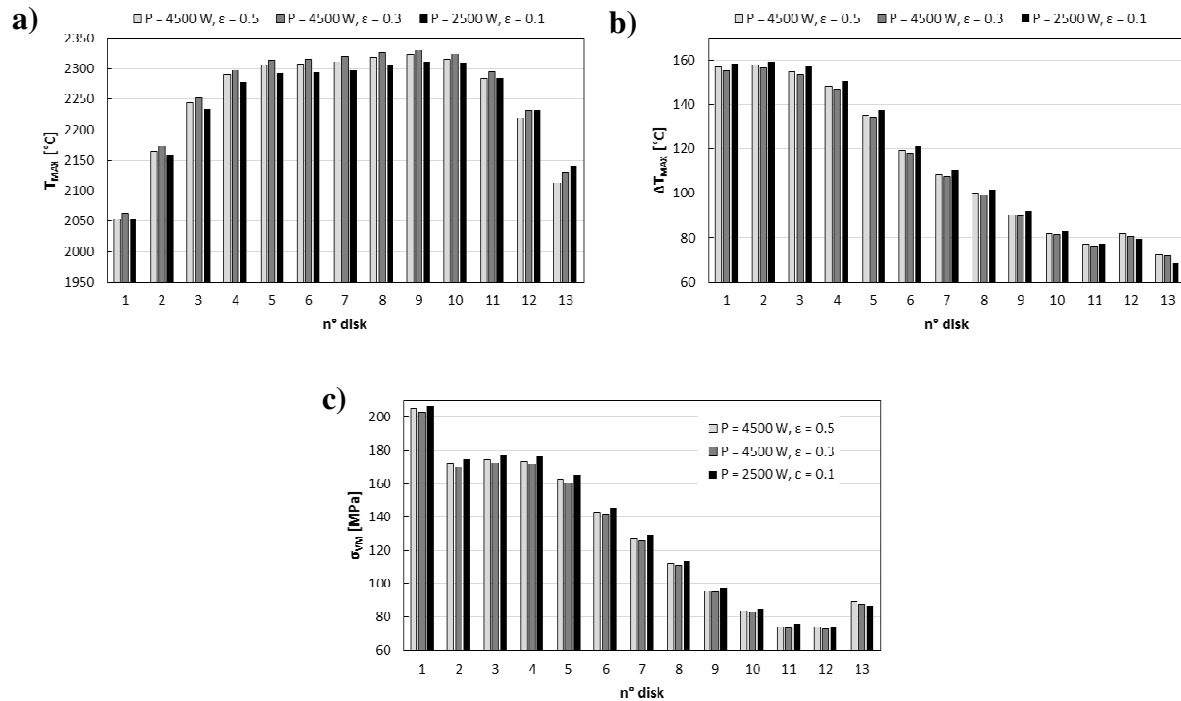 a)
P = 4500 W, ε = 0.5 P = 4500 W, ε = 0.3 P = 2500 W, ε = 0.1
2350
2300
2250
2200
2150
2100
2050
2000
1950
T_MAX [°C]
1 2 3 4 5 6 7 8 9 10 11 12 13
n° disk
b)
P = 4500 W, ε = 0.5 P = 4500 W, ε = 0.3 P = 2500 W, ε = 0.1
160
140
120
100
80
60
ΔT_MAX [°C]
1 2 3 4 5 6 7 8 9 10 11 12 13
n° disk
c)
P = 4500 W, ε = 0.5
P = 4500 W, ε = 0.3
P = 2500 W, ε = 0.1
200
180
160
140
120
100
80
60
σ_VM [MPa]
1 2 3 4 5 6 7 8 9 10 11 12 13
n° disk